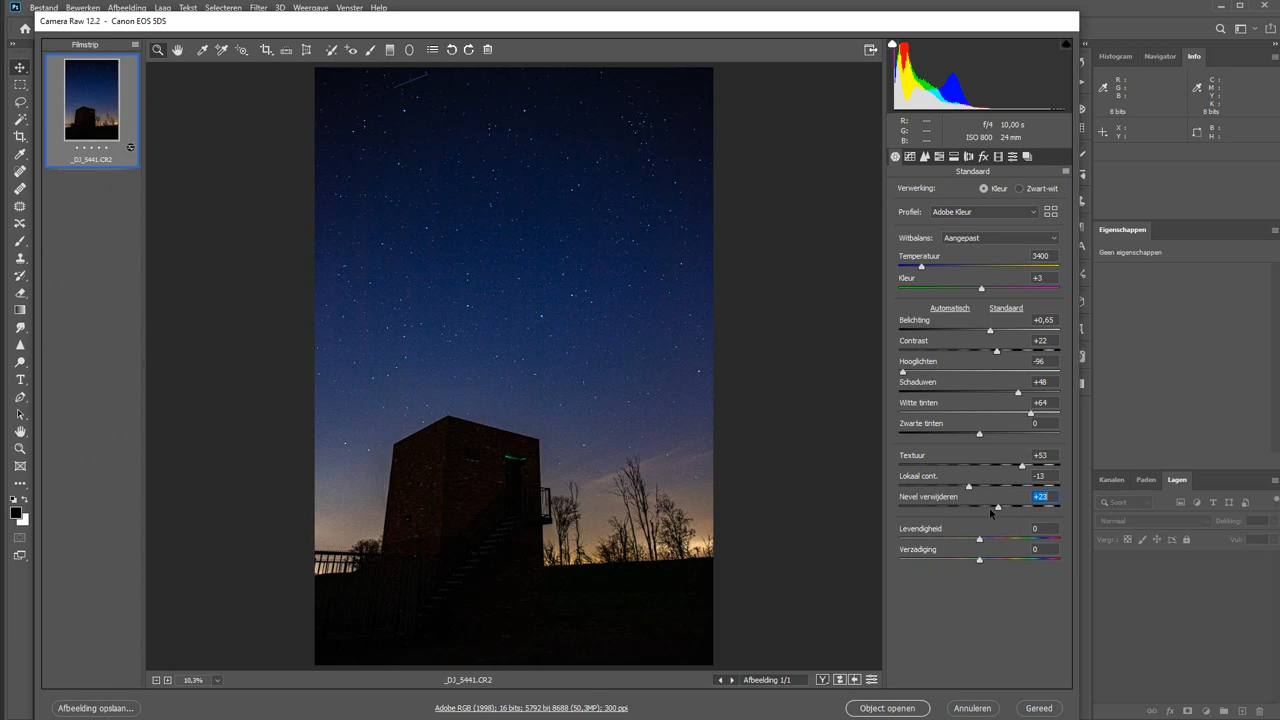 Ps Bestand Bewerken Afbeelding Laag Tekst Selecteren Filter 3D Weergave Venster Help
Camera Raw 12.2 - Canon EOS 5DS
Filmstrip
_DJ_5441.CR2
R: ---
G: ---
B: ---
f/4 10,00 s
ISO 800 24 mm
Standaard
Verwerking: Kleur Zwart-wit
Profiel: Adobe Kleur
Witbalans: Aangepast
Temperatuur 3400
Kleur +3
Automatisch Standaard
Belichting +0,65
Contrast +22
Hooglichten -96
Schaduwen +48
Witte tinten +64
Zwarte tinten 0
Textuur +53
Lokaal cont. -13
Nevel verwijderen +23
Levendigheid 0
Verzadiging 0
10,3%
_DJ_5441.CR2
Afbeelding 1/1
Y
Afbeelding opslaan...
Adobe RGB (1998); 16 bits; 5792 bij 8688 (50,3MP); 300 ppi
Object openen Annuleren Gereed
Histogram Navigator Info
R :
G :
B :
8 bits
C :
M :
Y :
K :
8 bits
X :
Y :
B :
H :
Eigenschappen
Geen eigenschappen
Kanalen Paden Lagen
Soort
Normaal Dekking:
Vergr.: Vul: